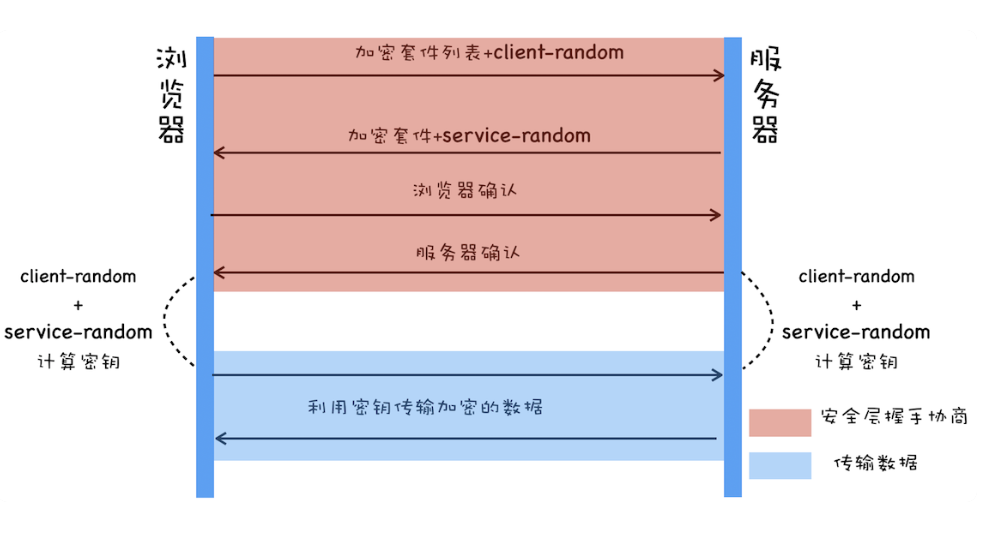 浏览器
服务器
加密套件列表+client-random
加密套件+service-random
浏览器确认
服务器确认
client-random
+
service-random
计算密钥
client-random
+
service-random
计算密钥
利用密钥传输加密的数据
安全层握手协商
传输数据